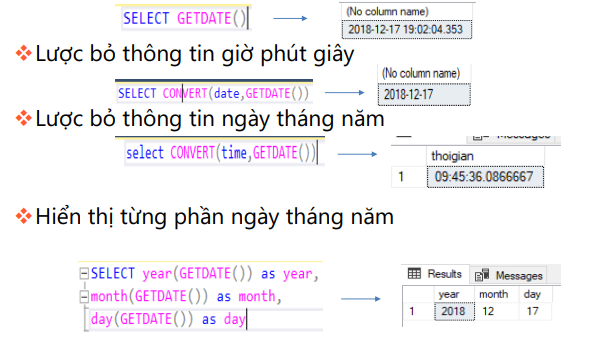 SELECT GETDATE()
(No column name)
2018-12-17 19:02:04.353
❖Lược bỏ thông tin giờ phút giây
SELECT CONVERT(date,GETDATE())
(No column name)
2018-12-17
❖Lược bỏ thông tin ngày tháng năm
select CONVERT(time,GETDATE())
Messages
thoigian
1 09:45:36.0866667
❖Hiển thị từng phần ngày tháng năm
SELECT year(GETDATE()) as year,
month(GETDATE()) as month,
day(GETDATE()) as day
Results Messages
year month day
1 2018 12 17